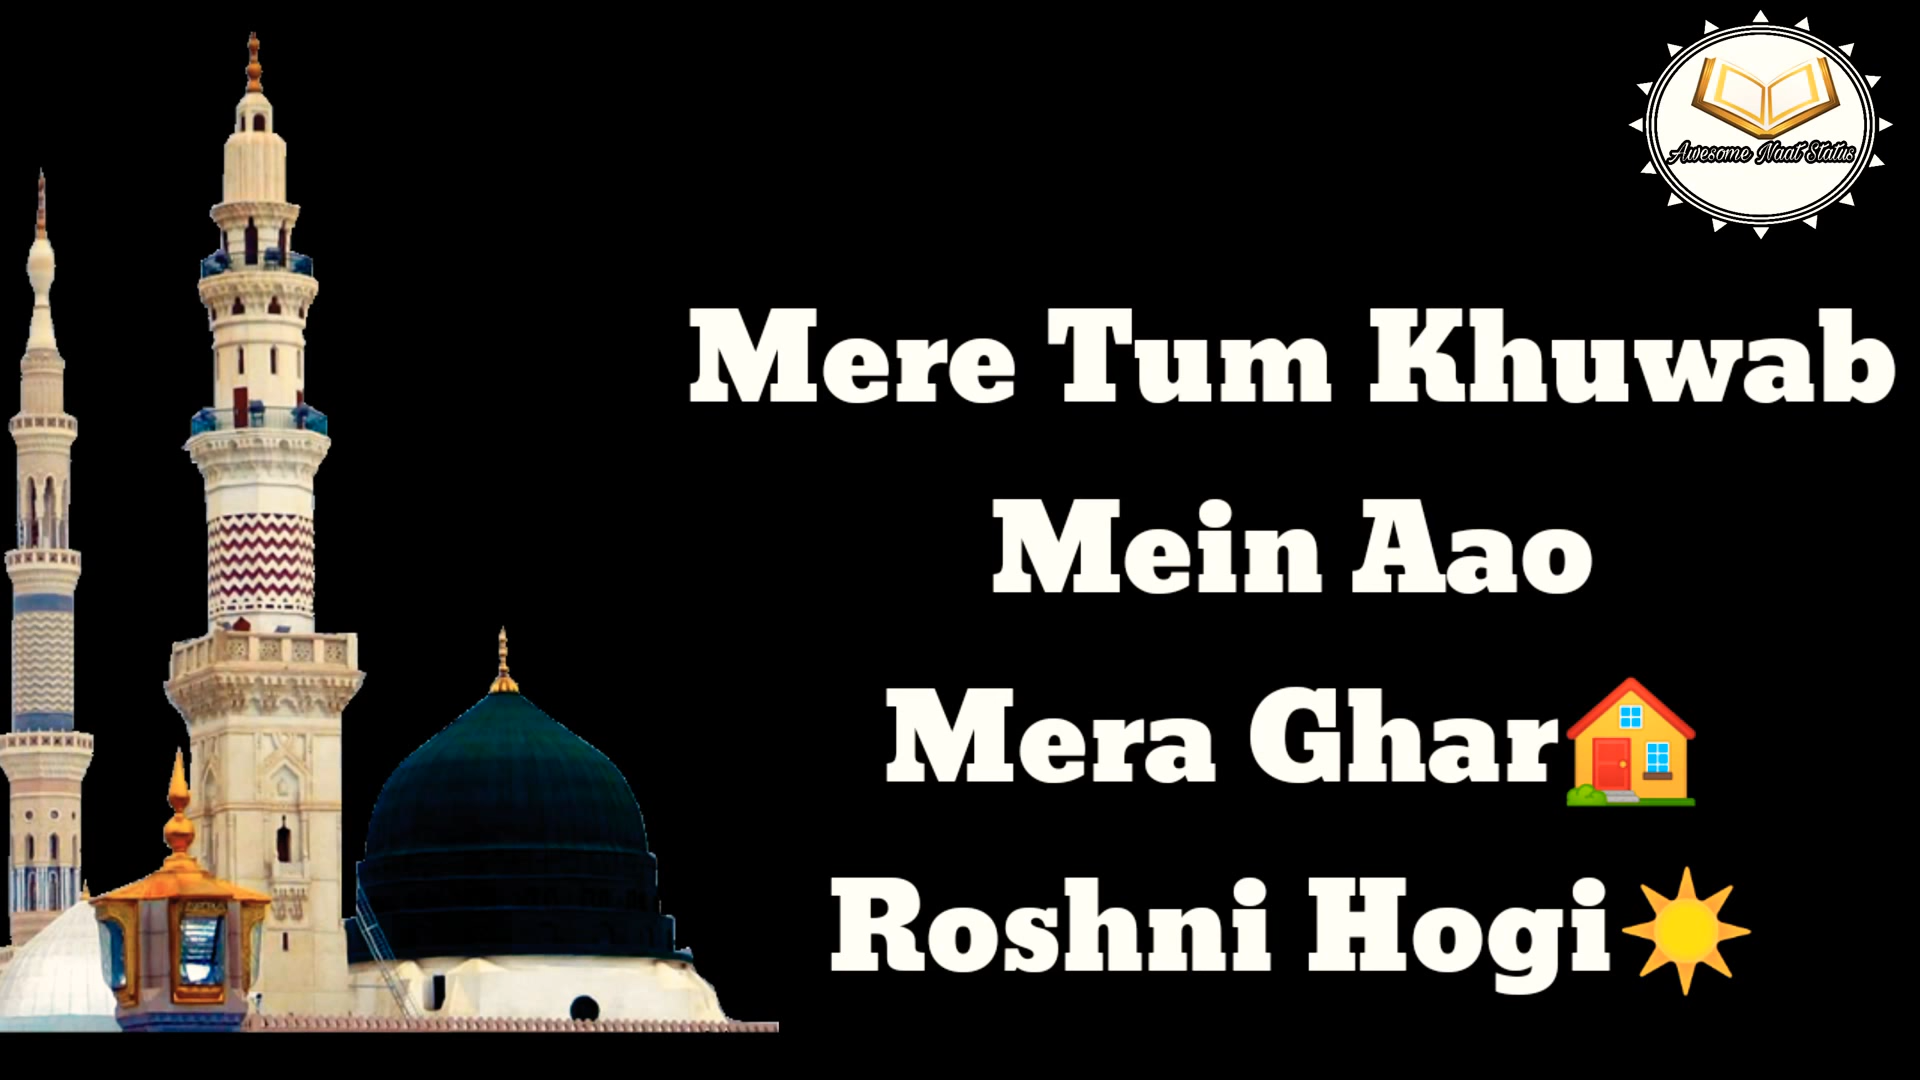 Awesome Naat Status
Mere Tum Khuwab
Mein Aao
Mera Ghar🏠
Roshni Hogi☀️